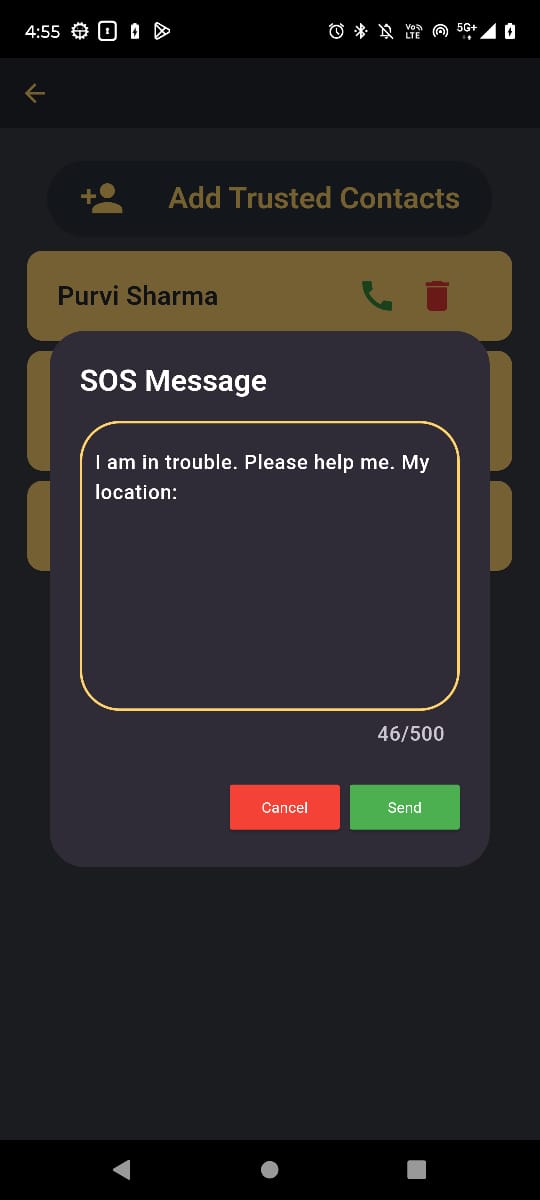 4:55
Vo LTE
5G+
Add Trusted Contacts
Purvi Sharma
SOS Message
I am in trouble. Please help me. My
location:
46/500
Cancel
Send